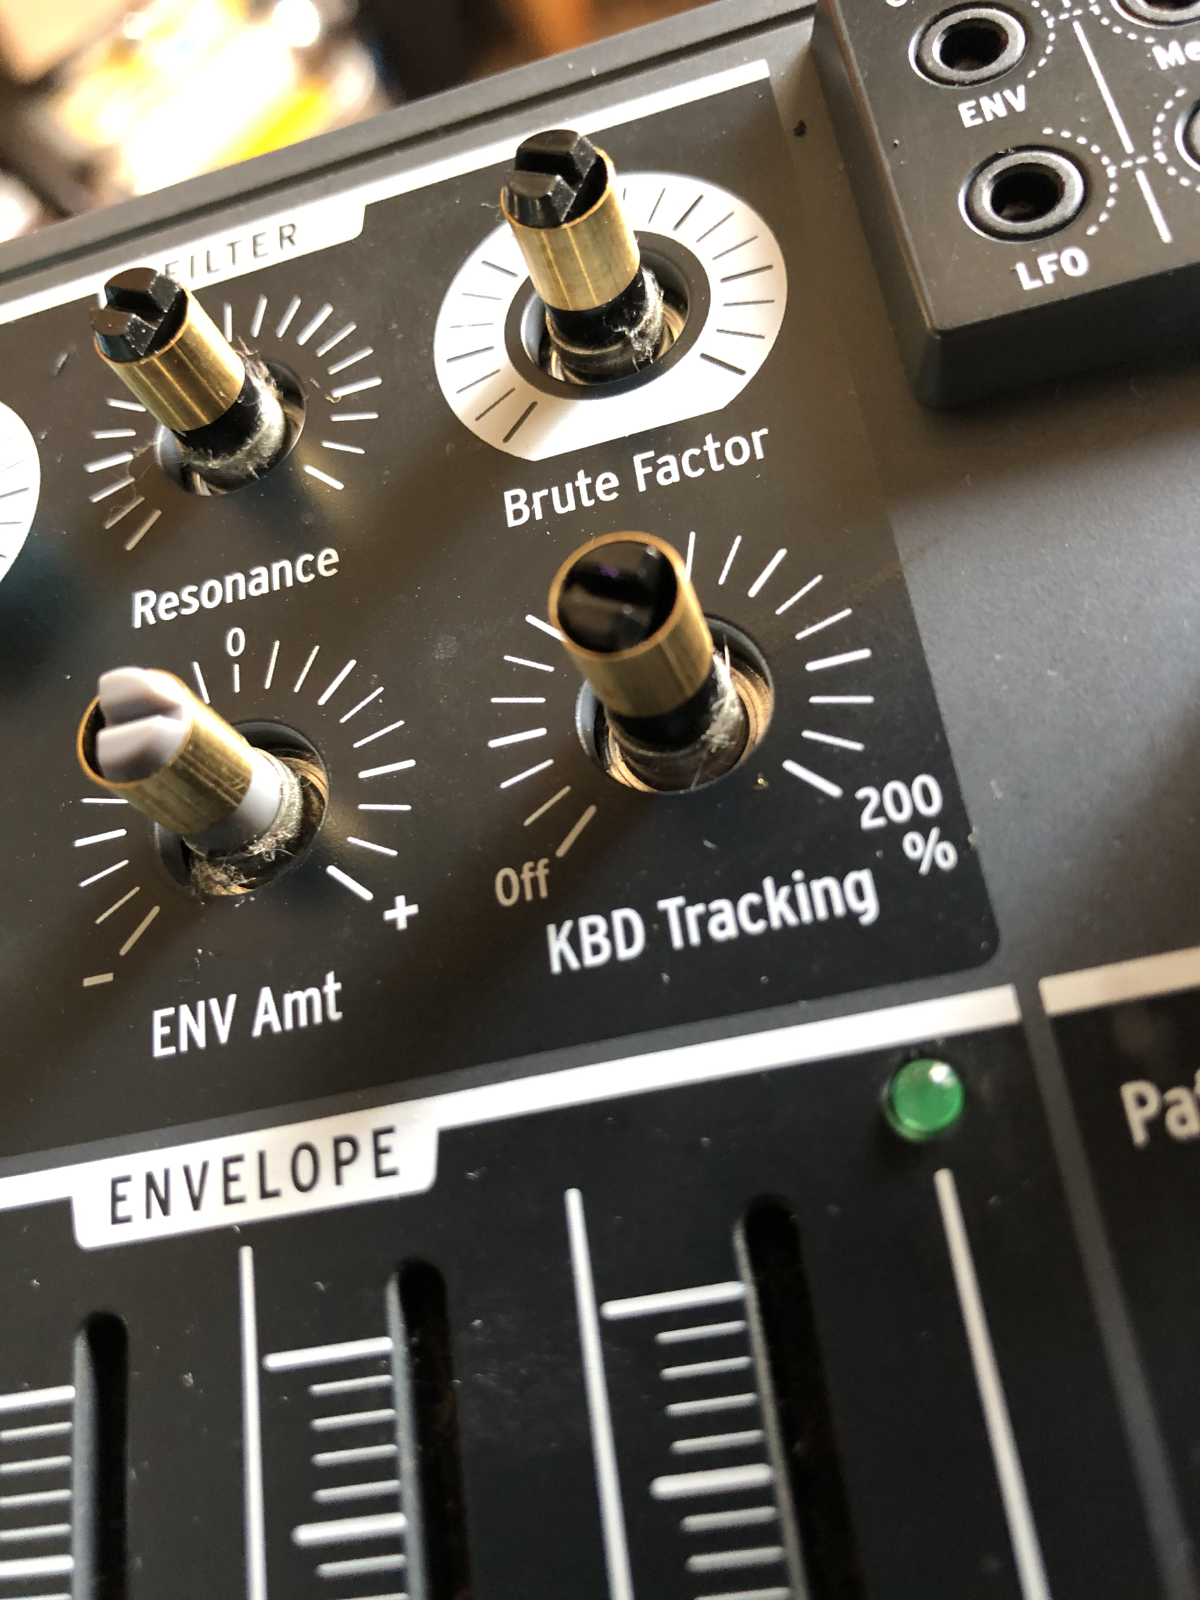 ENV
LFO
FILTER
Brute Factor
Resonance
0
200
%
Off
KBD Tracking
+
-
ENV Amt
ENVELOPE